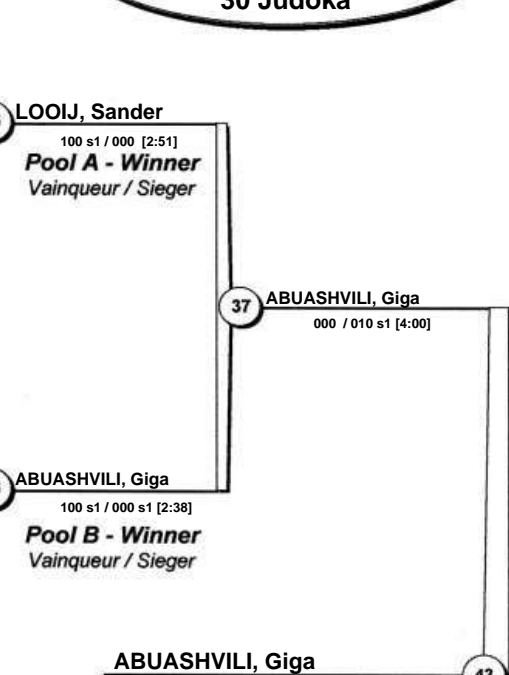 30 Judoka
LOOIJ, Sander
100 s1 / 000 [2:51]
Pool A - Winner
Vainqueur / Sieger
37
ABUASHVILI, Giga
000 / 010 s1 [4:00]
ABUASHVILI, Giga
100 s1 / 000 s1 [2:38]
Pool B - Winner
Vainqueur / Sieger
ABUASHVILI, Giga